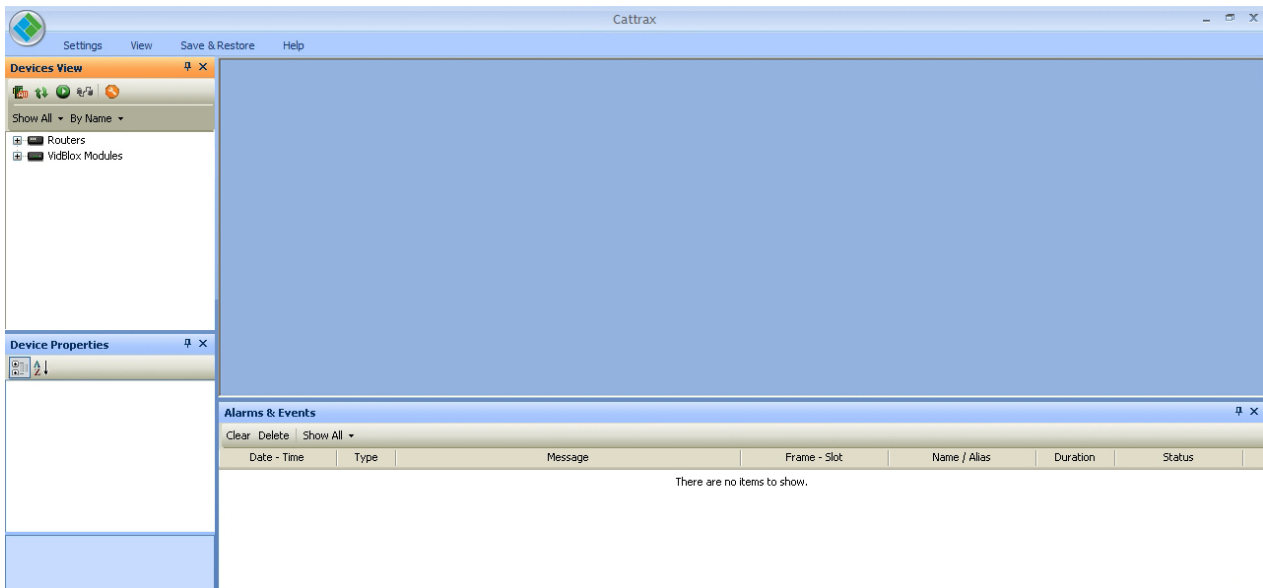 Cattrax
Settings View Save & Restore Help
Devices View
Show All By Name
Routers
VidBlox Modules
Device Properties
Alarms & Events
Clear Delete Show All
Date - Time Type Message Frame - Slot Name / Alias Duration Status
There are no items to show.